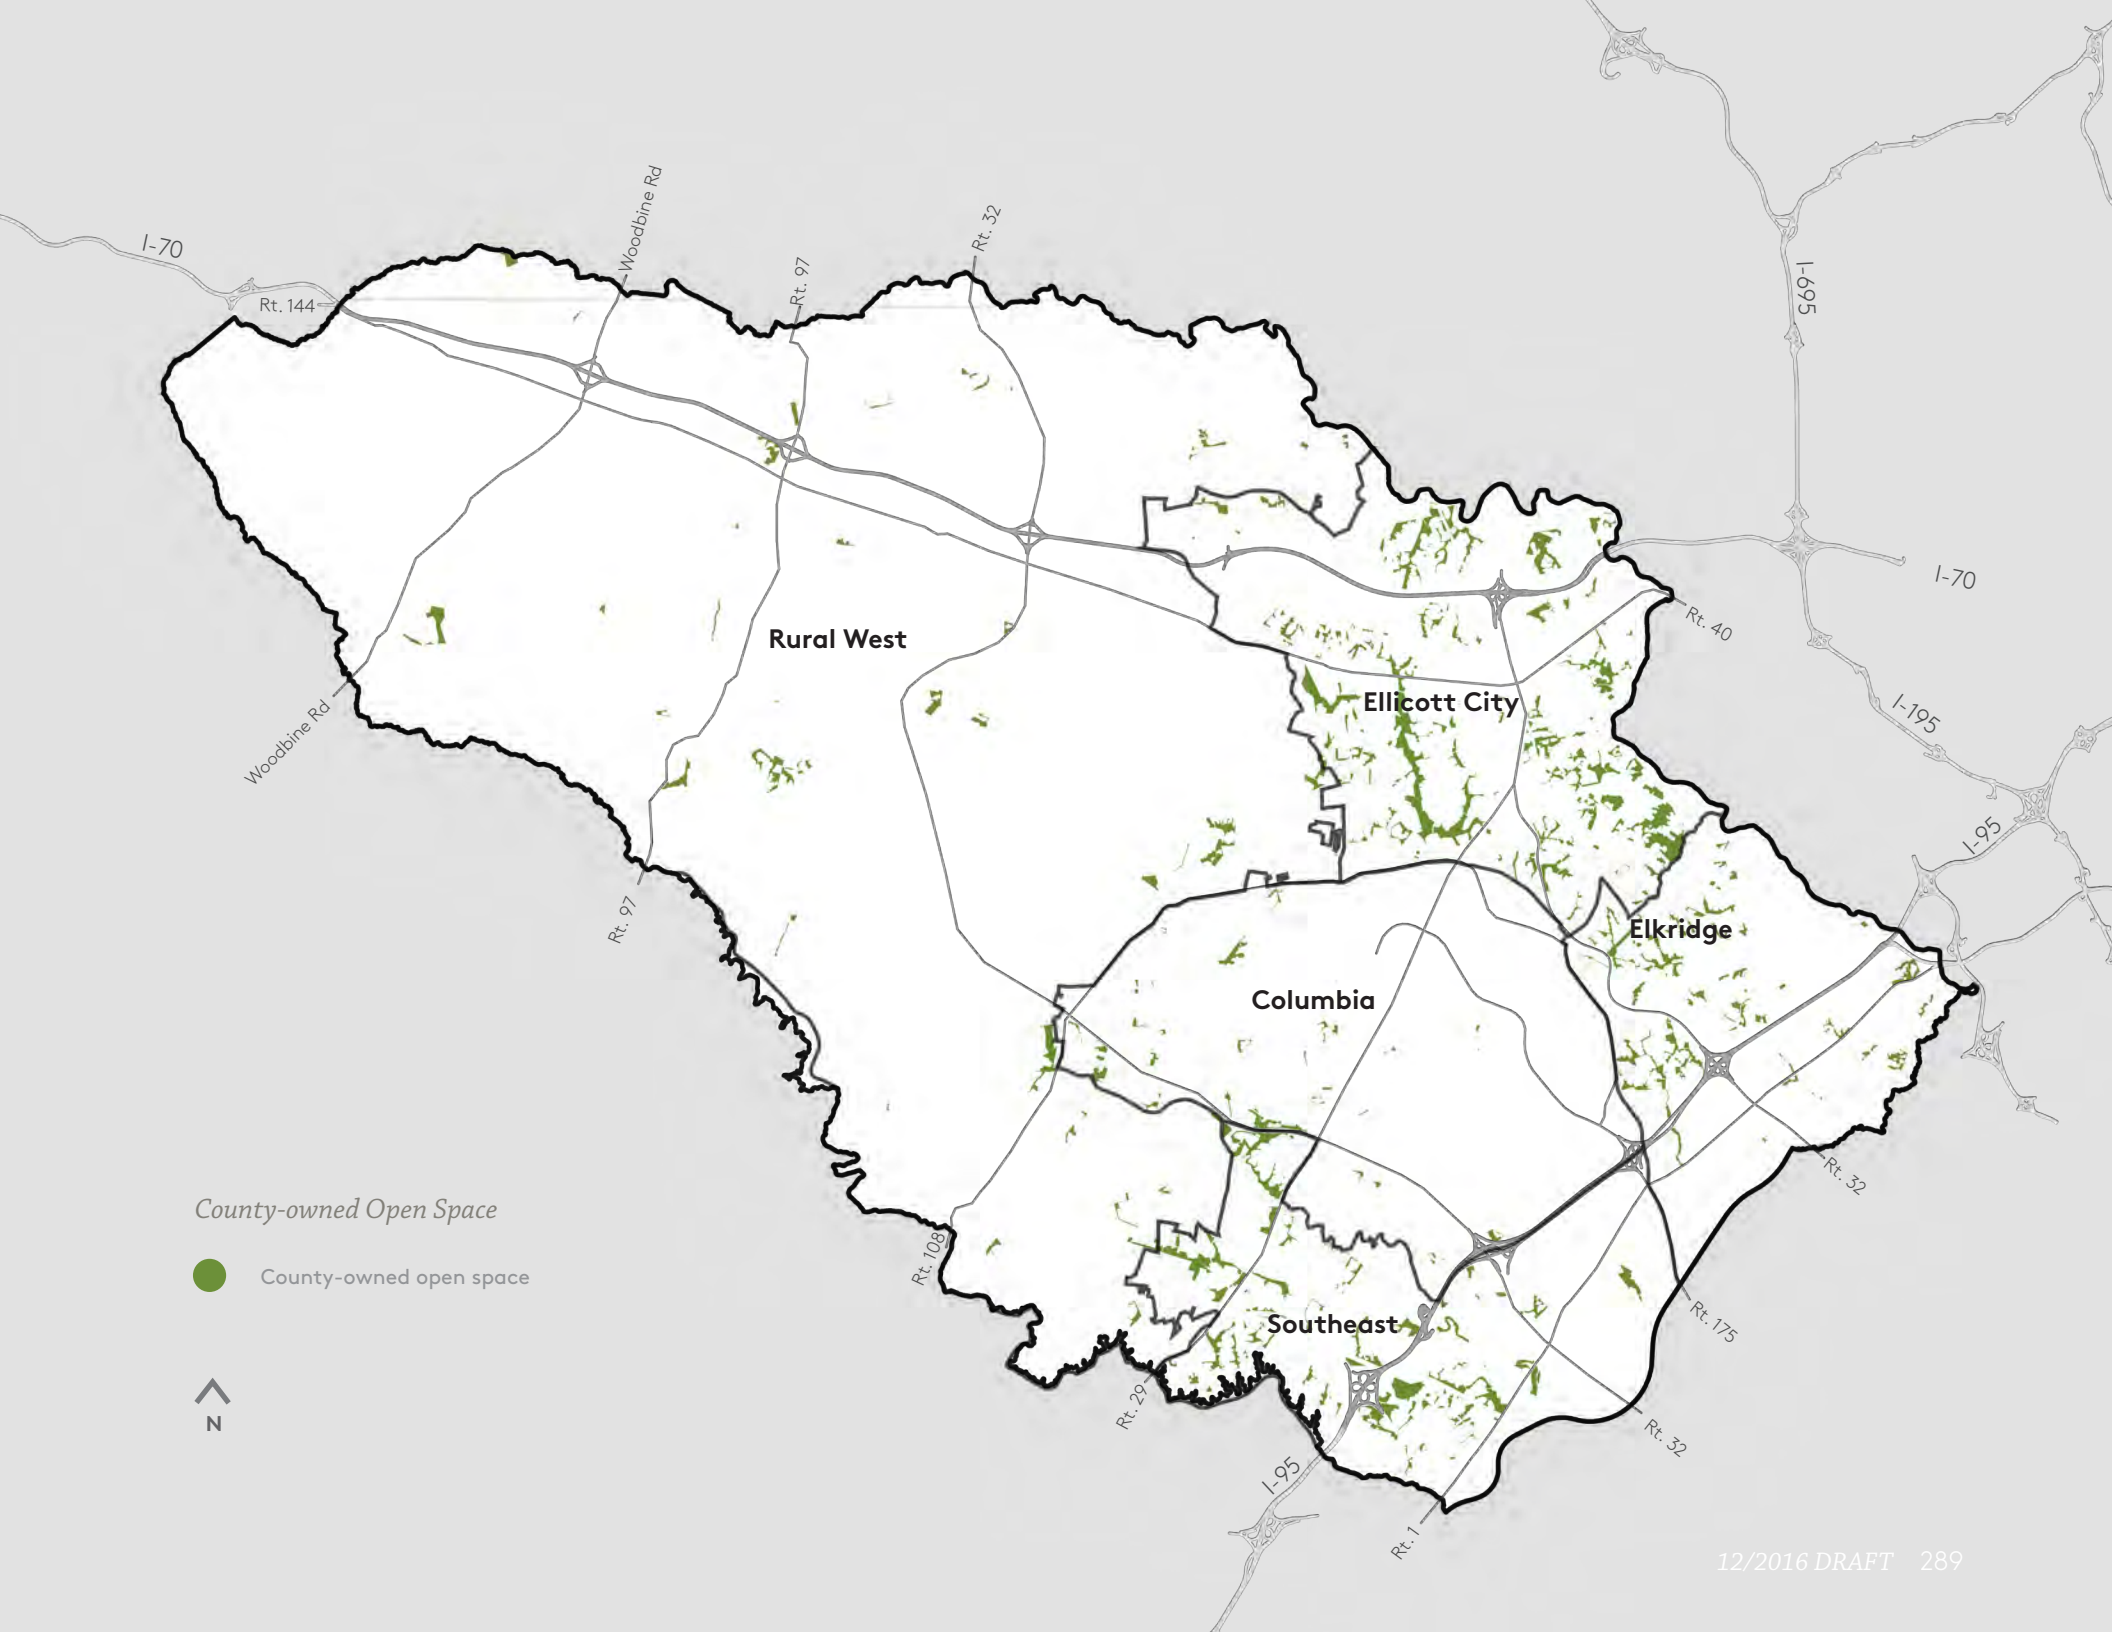 I-70
Rt. 144
Woodbine Rd
Rt. 97
Rt. 32
I-695
I-70
Rt. 40
I-195
I-95
Rural West
Ellicott City
Elkridge
Columbia
Southeast
Woodbine Rd
Rt. 97
Rt. 108
Rt. 29
I-95
Rt. 1
Rt. 32
Rt. 175
Rt. 32
County-owned Open Space
County-owned open space
N
12/2016 DRAFT 289